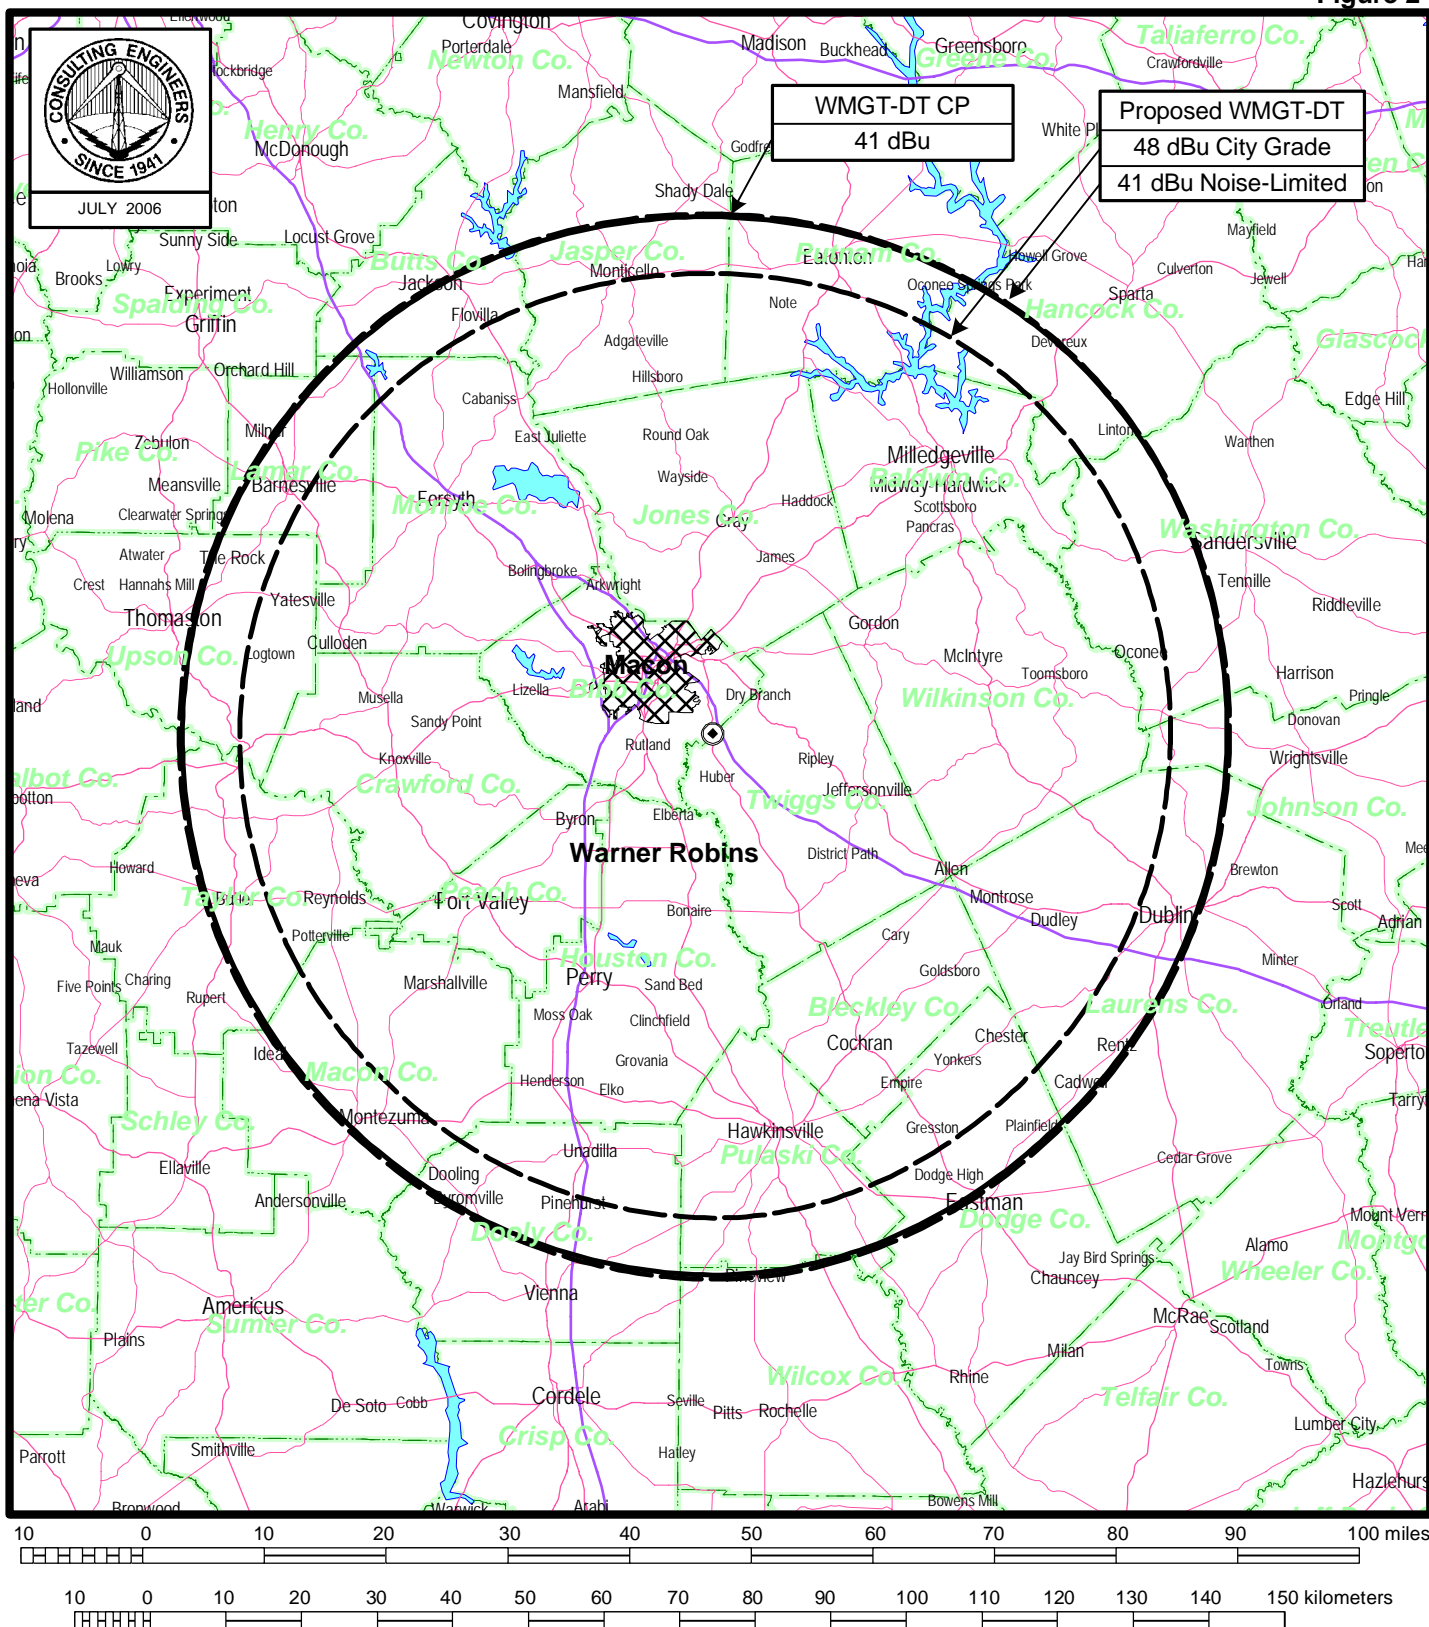 Figure 2
CONSULTING ENGINEERS
SINCE 1941
JULY 2006
WMGT-DT CP
41 dBu
Proposed WMGT-DT
48 dBu City Grade
41 dBu Noise-Limited
Covington
Porterdale
Newton Co.
Madison
Buckhead
Greensboro
Greene Co.
Taliaferro Co.
Crawfordville
Mansfield
Henry Co.
McDonough
Shady Dale
Mayfield
Sunny Side
Locust Grove
Butts Co.
Jackson
Jasper Co.
Monticello
Putnam Co.
Eatonton
Howell Grove
Culverton
Jewell
Brooks
Lowry
Experiment
Spalding Co.
Griffin
Flovilla
Note
Oconee Springs Park
Sparta
Hancock Co.
Devereux
Adgateville
Hillsboro
Hollonville
Williamson
Orchard Hill
Cabaniss
Edge Hill
Milner
East Juliette
Round Oak
Linton
Warthen
Pike Co.
Zebulon
Lamar Co.
Barnesville
Meansville
Wayside
Milledgeville
Baldwin Co.
Midway-Hardwick
Forsyth
Monroe Co.
Jones Co.
Gray
Haddock
Scottsboro
Pancras
Molena
Clearwater Springs
Washington Co.
Sandersville
Atwater
The Rock
James
Tennille
Crest
Hannahs Mill
Bolingbroke
Arkwright
Yatesville
Riddleville
Thomaston
Gordon
Culloden
Upson Co.
Logtown
Macon
Bibb Co.
McIntyre
Oconee
Toomsboro
Harrison
Pringle
Lizella
Dry Branch
Musella
Wilkinson Co.
Sandy Point
Donovan
Rutland
Knoxville
Ripley
Wrightsville
Crawford Co.
Huber
Twiggs Co.
Jeffersonville
Johnson Co.
Byron
Elberta
Warner Robins
District Path
Howard
Allen
Brewton
Taylor Co.
Butler
Reynolds
Peach Co.
Fort Valley
Bonaire
Montrose
Dudley
Dublin
Scott
Adrian
Mauk
Potterville
Cary
Houston Co.
Perry
Goldsboro
Minter
Five Points
Charing
Rupert
Marshallville
Sand Bed
Bleckley Co.
Laurens Co.
Orland
Moss Oak
Clinchfield
Chester
Tazewell
Ideal
Cochran
Rentz
Macon Co.
Grovania
Yonkers
Henderson
Elko
Empire
Cadwell
Schley Co.
Montezuma
Hawkinsville
Gresston
Plainfield
Unadilla
Pulaski Co.
Ellaville
Dooling
Dodge High
Cedar Grove
Andersonville
Byromville
Pinehurst
Eastman
Dooly Co.
Dodge Co.
Alamo
Jay Bird Springs
Pineview
Chauncey
Wheeler Co.
Americus
Sumter Co.
Vienna
McRae
Scotland
Plains
Milan
Towns
Wilcox Co.
Rhine
Telfair Co.
De Soto
Cobb
Cordele
Seville
Pitts
Rochelle
Lumber City
Crisp Co.
Smithville
Hatley
Parrott
Bronwood
Warwick
Arabi
Bowens Mill
10 0 10 20 30 40 50 60 70 80 90 100 miles
10 0 10 20 30 40 50 60 70 80 90 100 110 120 130 140 150 kilometers